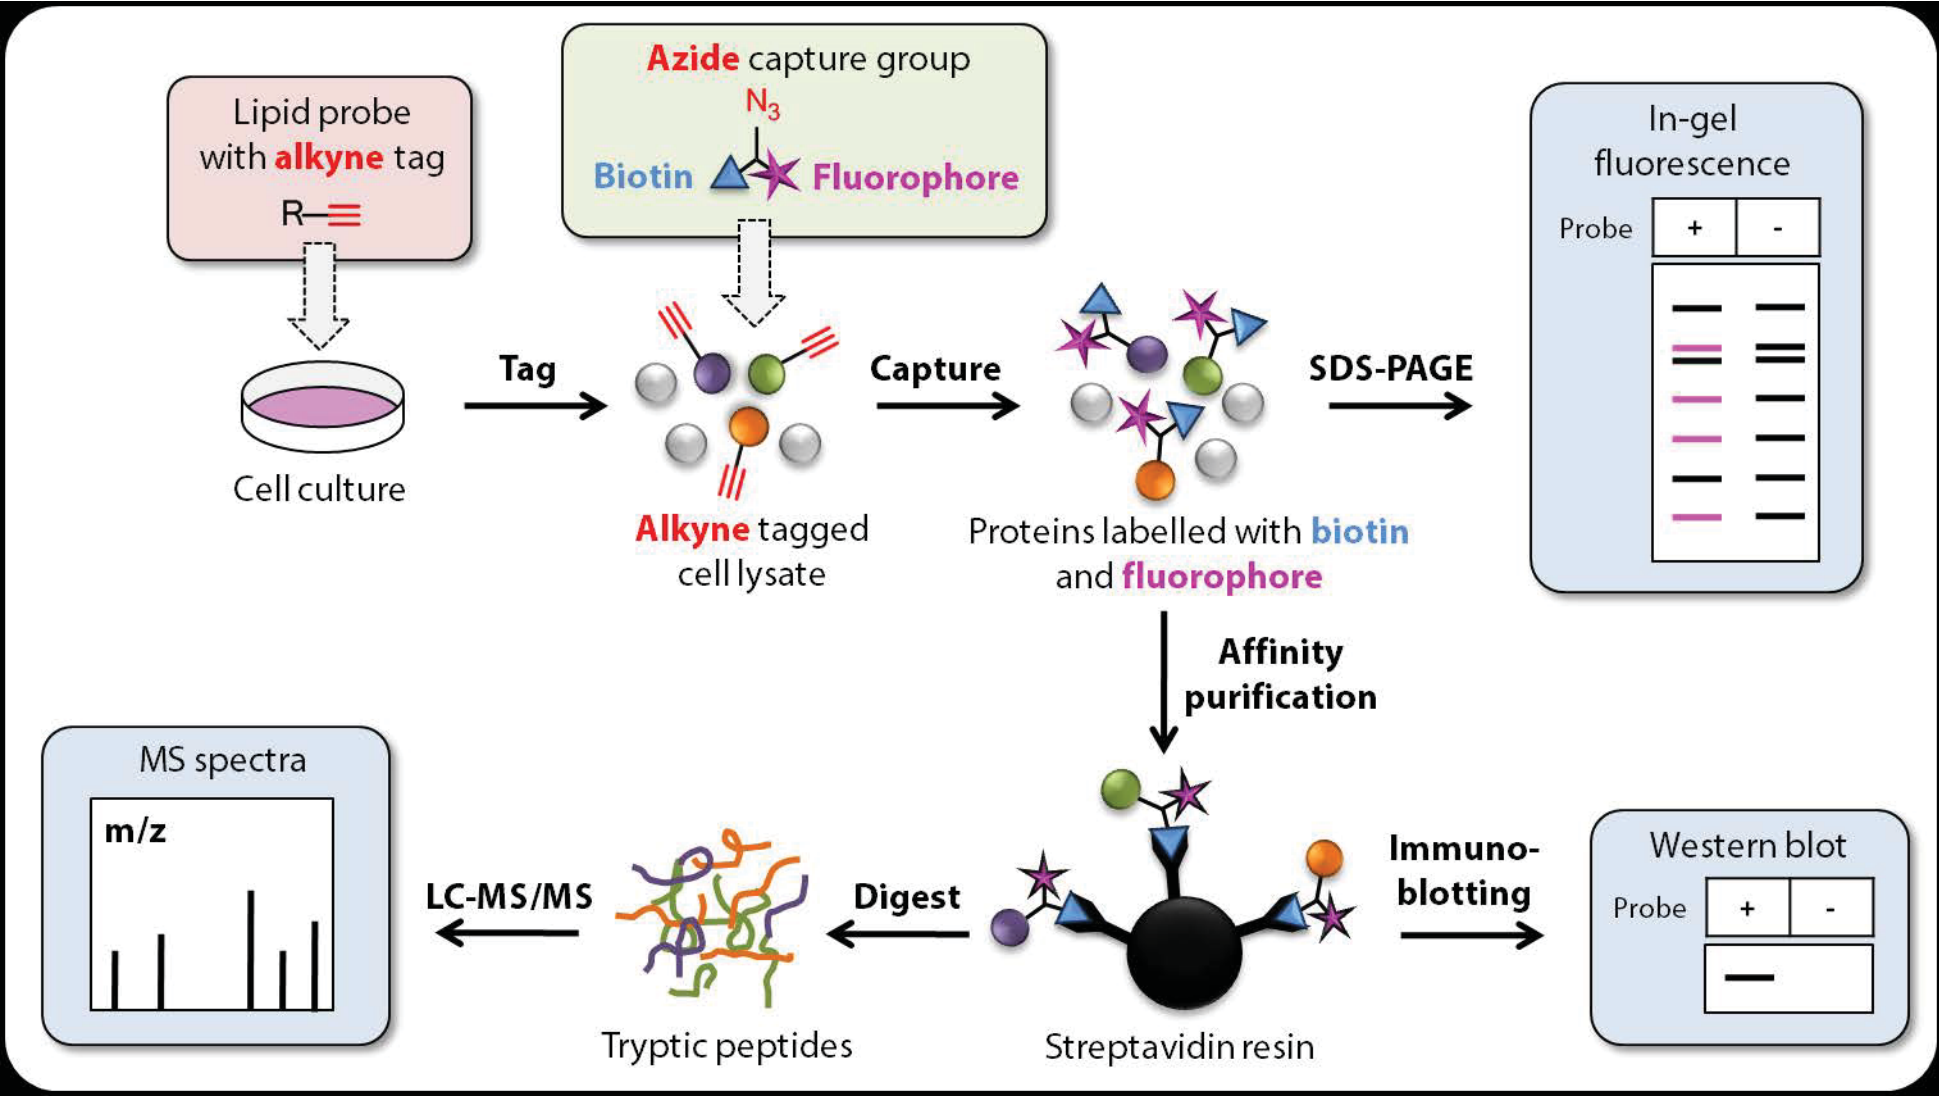 Lipid probe
with alkyne tag
R
Cell culture
Azide capture group
N3
Biotin
Fluorophore
Tag
Alkyne tagged
cell lysate
Capture
Proteins labelled with biotin
and fluorophore
SDS-PAGE
In-gel
fluorescence
Probe + -
Affinity
purification
Streptavidin resin
Immuno-
blotting
Western blot
Probe + -
Digest
Tryptic peptides
LC-MS/MS
MS spectra
m/z